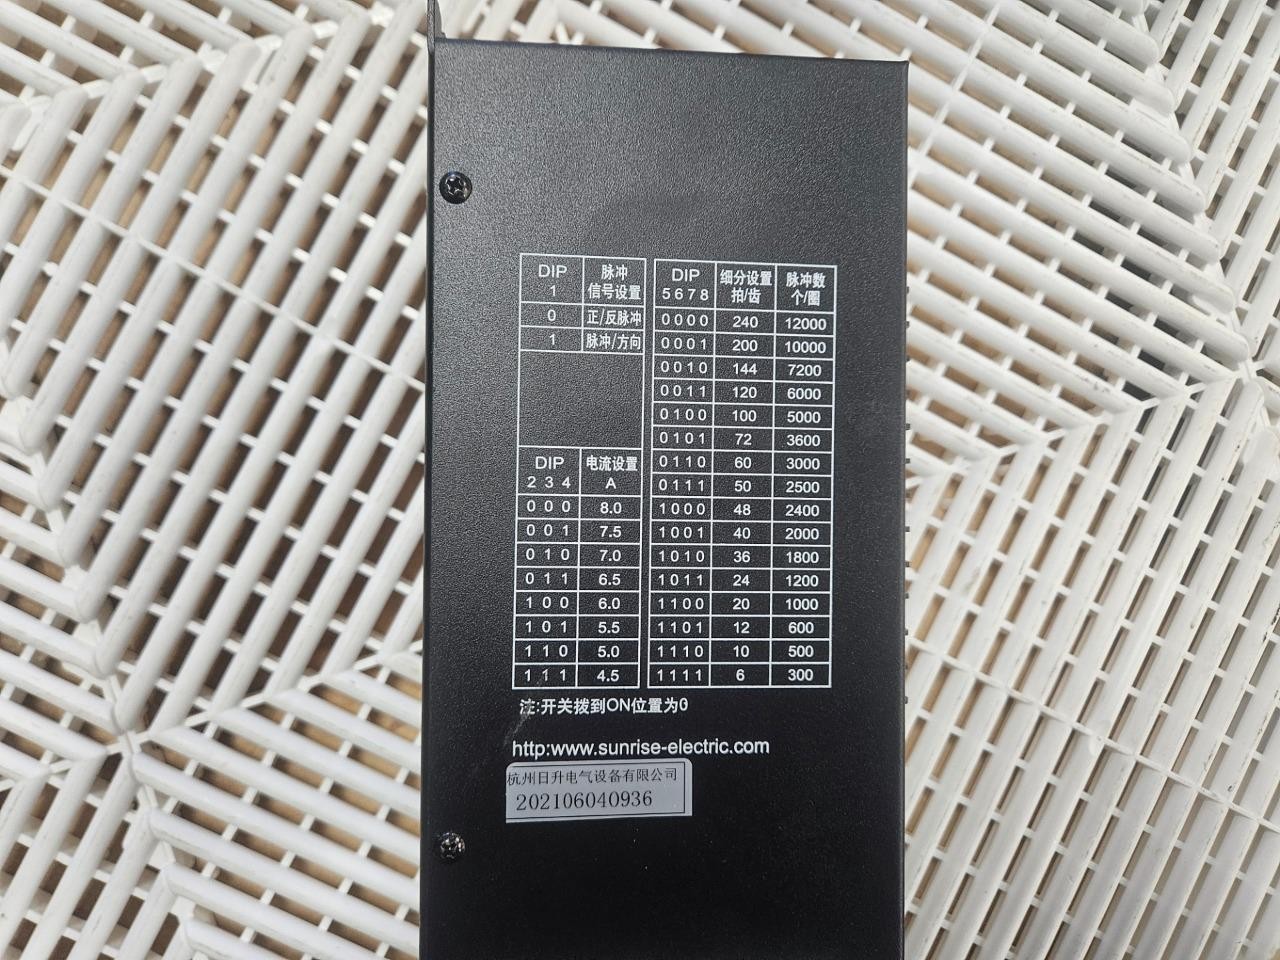 DIP 脉冲
1 信号设置
0 正/反脉冲
1 脉冲/方向
DIP 电流设置
2 3 4 A
0 0 0 8.0
0 0 1 7.5
0 1 0 7.0
0 1 1 6.5
1 0 0 6.0
1 0 1 5.5
1 1 0 5.0
1 1 1 4.5
DIP 细分设置 脉冲数
5 6 7 8 拍/齿 个/圈
0 0 0 0 240 12000
0 0 0 1 200 10000
0 0 1 0 144 7200
0 0 1 1 120 6000
0 1 0 0 100 5000
0 1 0 1 72 3600
0 1 1 0 60 3000
0 1 1 1 50 2500
1 0 0 0 48 2400
1 0 0 1 40 2000
1 0 1 0 36 1800
1 0 1 1 24 1200
1 1 0 0 20 1000
1 1 0 1 12 600
1 1 1 0 10 500
1 1 1 1 6 300
注:开关拨到ON位置为0
http:www.sunrise-electric.com
杭州日升电气设备有限公司
202106040936